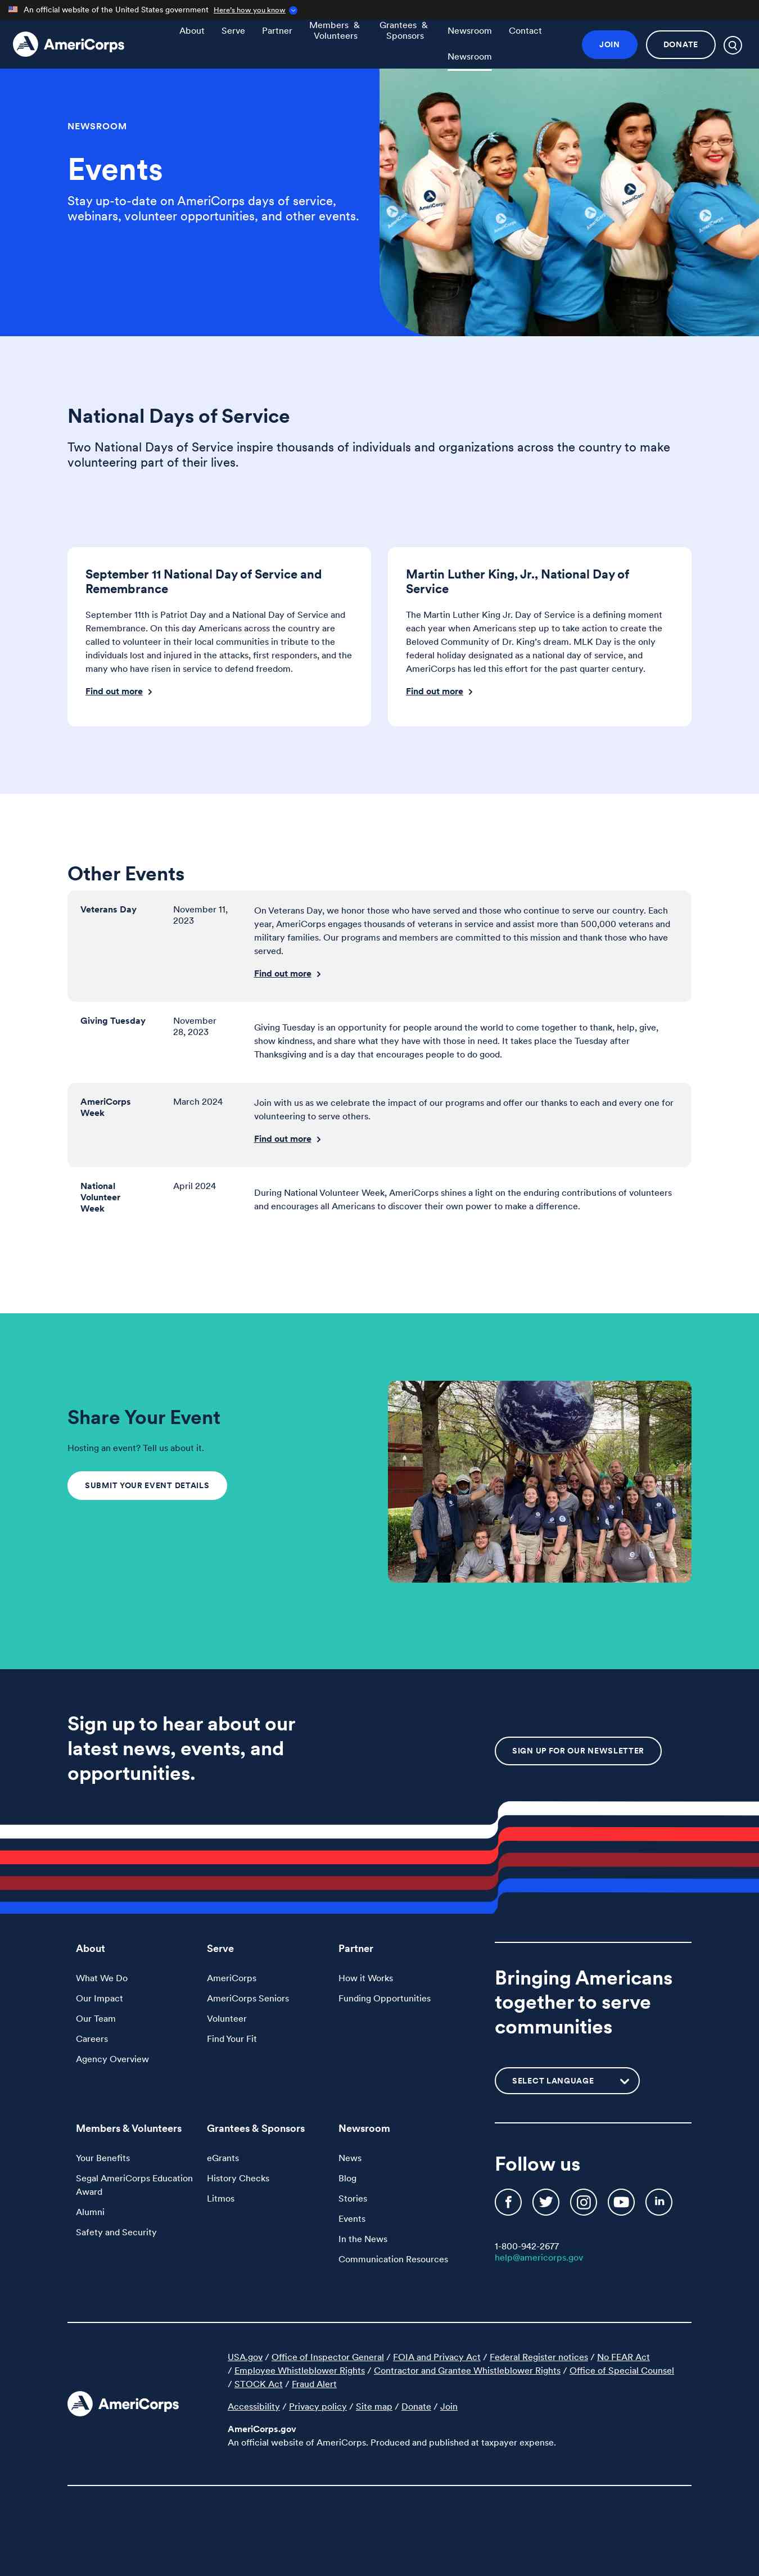 An official website of the United States government Here's how you know
AmeriCorps
About
Serve
Partner
Members & Volunteers
Grantees & Sponsors
Newsroom
Contact
Newsroom
JOIN
DONATE
NEWSROOM
Events
Stay up-to-date on AmeriCorps days of service,
webinars, volunteer opportunities, and other events.
National Days of Service
Two National Days of Service inspire thousands of individuals and organizations across the country to make
volunteering part of their lives.
September 11 National Day of Service and
Remembrance
September 11th is Patriot Day and a National Day of Service and
Remembrance. On this day Americans across the country are
called to volunteer in their local communities in tribute to the
individuals lost and injured in the attacks, first responders, and the
many who have risen in service to defend freedom.
Find out more
Martin Luther King, Jr., National Day of
Service
The Martin Luther King Jr. Day of Service is a defining moment
each year when Americans step up to take action to create the
Beloved Community of Dr. King's dream. MLK Day is the only
federal holiday designated as a national day of service, and
AmeriCorps has led this effort for the past quarter century.
Find out more
Other Events
Veterans Day
November 11,
2023
On Veterans Day, we honor those who have served and those who continue to serve our country. Each
year, AmeriCorps engages thousands of veterans in service and assist more than 500,000 veterans and
military families. Our programs and members are committed to this mission and thank those who have
served.
Find out more
Giving Tuesday
November
28, 2023
Giving Tuesday is an opportunity for people around the world to come together to thank, help, give,
show kindness, and share what they have with those in need. It takes place the Tuesday after
Thanksgiving and is a day that encourages people to do good.
AmeriCorps
Week
March 2024
Join with us as we celebrate the impact of our programs and offer our thanks to each and every one for
volunteering to serve others.
Find out more
National
Volunteer
Week
April 2024
During National Volunteer Week, AmeriCorps shines a light on the enduring contributions of volunteers
and encourages all Americans to discover their own power to make a difference.
Share Your Event
Hosting an event? Tell us about it.
SUBMIT YOUR EVENT DETAILS
Sign up to hear about our
latest news, events, and
opportunities.
SIGN UP FOR OUR NEWSLETTER
About
What We Do
Our Impact
Our Team
Careers
Agency Overview
Serve
AmeriCorps
AmeriCorps Seniors
Volunteer
Find Your Fit
Partner
How it Works
Funding Opportunities
Bringing Americans
together to serve
communities
SELECT LANGUAGE
Members & Volunteers
Your Benefits
Segal AmeriCorps Education
Award
Alumni
Safety and Security
Grantees & Sponsors
eGrants
History Checks
Litmos
Newsroom
News
Blog
Stories
Events
In the News
Communication Resources
Follow us
1-800-942-2677
help@americorps.gov
AmeriCorps
USA.gov / Office of Inspector General / FOIA and Privacy Act / Federal Register notices / No FEAR Act
/ Employee Whistleblower Rights / Contractor and Grantee Whistleblower Rights / Office of Special Counsel
/ STOCK Act / Fraud Alert
Accessibility / Privacy policy / Site map / Donate / Join
AmeriCorps.gov
An official website of AmeriCorps. Produced and published at taxpayer expense.